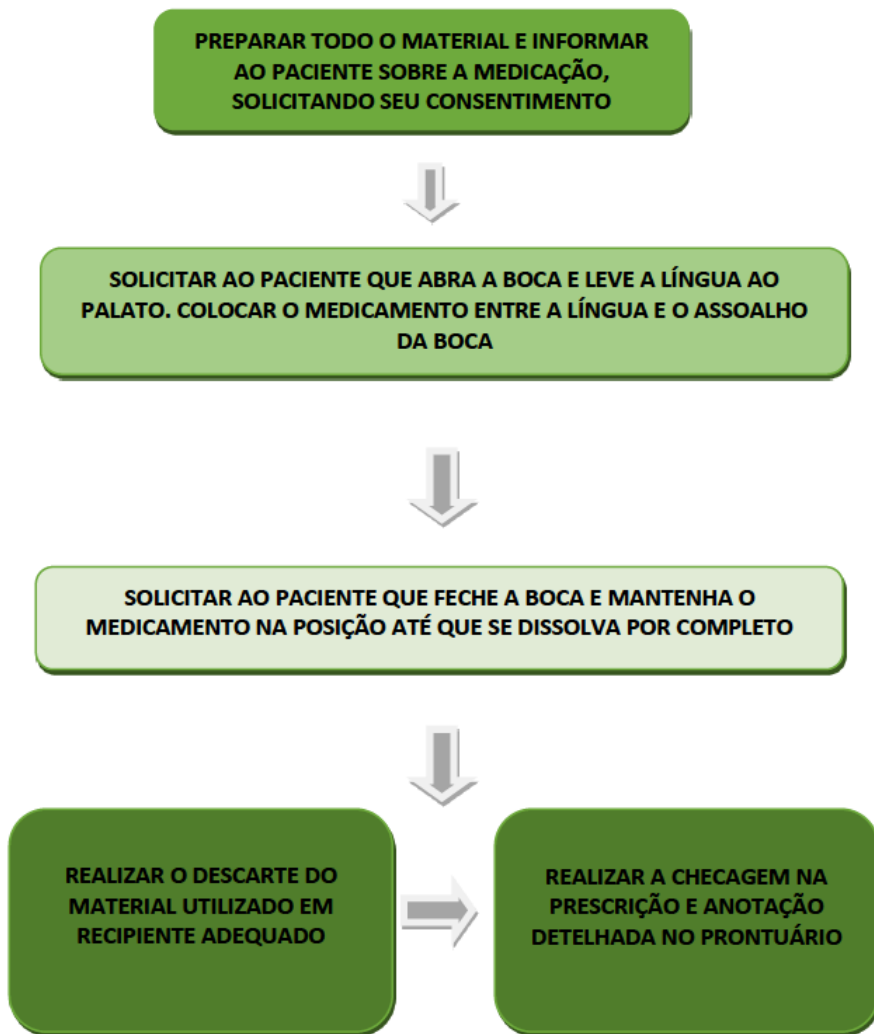 PREPARAR TODO O MATERIAL E INFORMAR
AO PACIENTE SOBRE A MEDICAÇÃO,
SOLICITANDO SEU CONSENTIMENTO
SOLICITAR AO PACIENTE QUE ABRA A BOCA E LEVE A LÍNGUA AO
PALATO. COLOCAR O MEDICAMENTO ENTRE A LÍNGUA E O ASSOALHO
DA BOCA
SOLICITAR AO PACIENTE QUE FECHE A BOCA E MANTENHA O
MEDICAMENTO NA POSIÇÃO ATÉ QUE SE DISSOLVA POR COMPLETO
REALIZAR O DESCARTE DO
MATERIAL UTILIZADO EM
RECIPIENTE ADEQUADO
REALIZAR A CHECAGEM NA
PRESCRIÇÃO E ANOTAÇÃO
DETELHADA NO PRONTUÁRIO